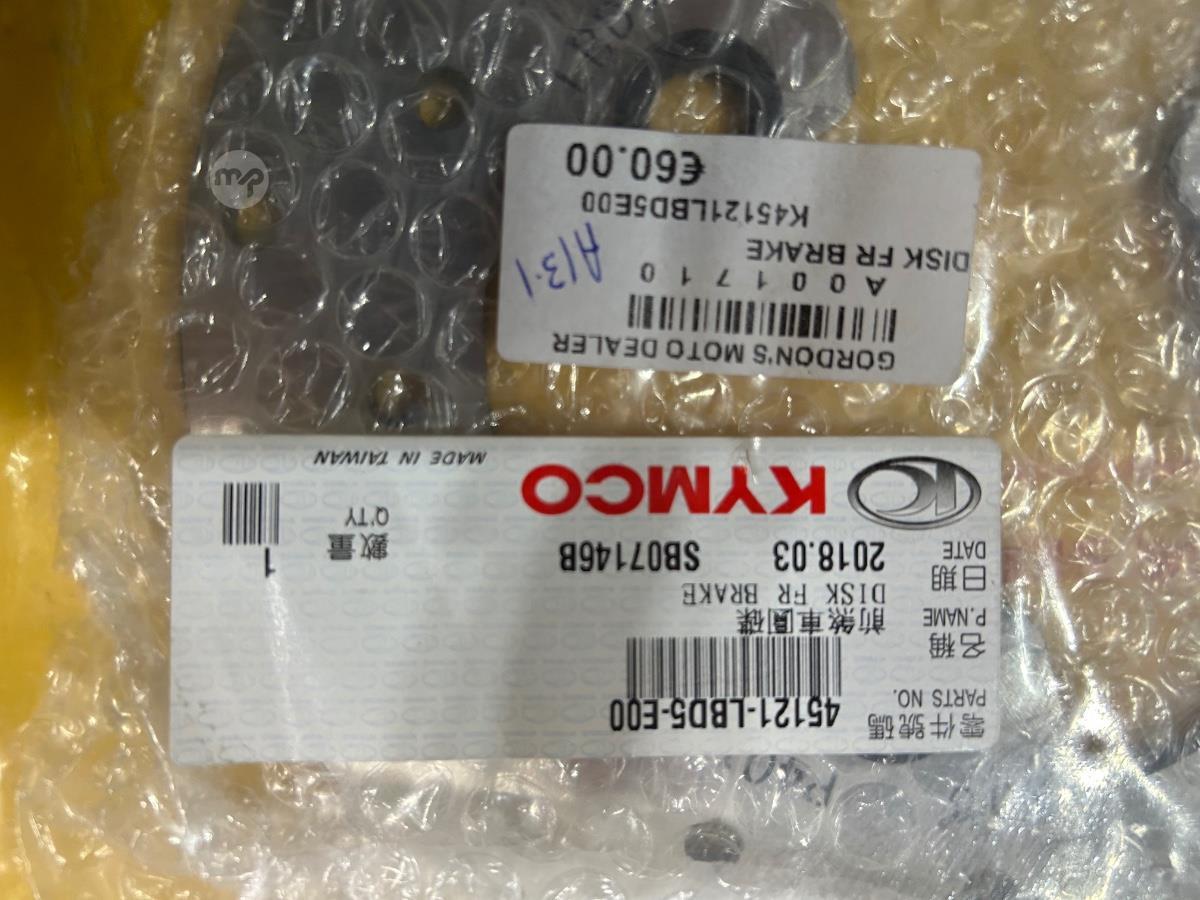 KYMCO
MADE IN TAIWAN
零件號碼
PARTS NO.
45121-LBD5-E00
名稱
P.NAME
前煞車圓碟
DISK FR BRAKE
日期
DATE
2018.03 SB07146B
數量
Q'TY
1
GORDON'S MOTO DEALER
A001710
DISK FR BRAKE
K45121LBD5E00
€60.00
A13.1
mp